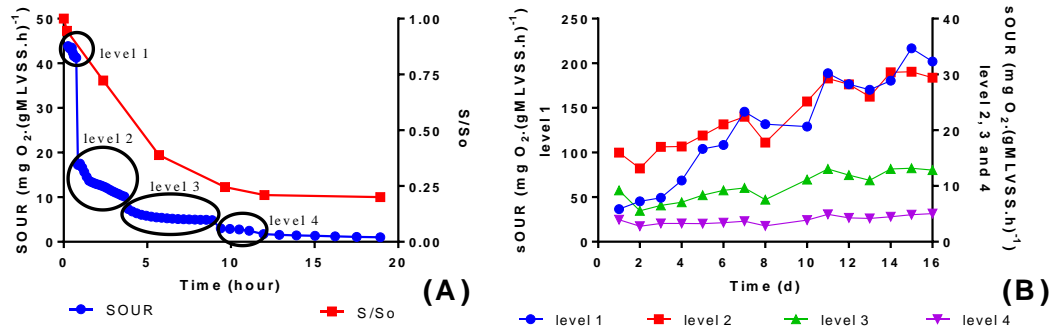 50
40
30
20
10
0
sOUR (mg O₂.(gMLVSS.h)⁻¹
level 1
level 2
level 3
level 4
1.00
0.75
0.50
0.25
0.00
S/So
0 5 10 15 20
Time (hour)
(A)
SOUR S/So
250
200
150
100
50
0
sOUR (mg O₂.(gMLVSS.h)⁻¹
level 1
40
30
20
10
0
sOUR (mg O₂.(gMLVSS.h)⁻¹)
level 2, 3 and 4
0 2 4 6 8 10 12 14 16
Time (d)
(B)
level 1 level 2 level 3 level 4